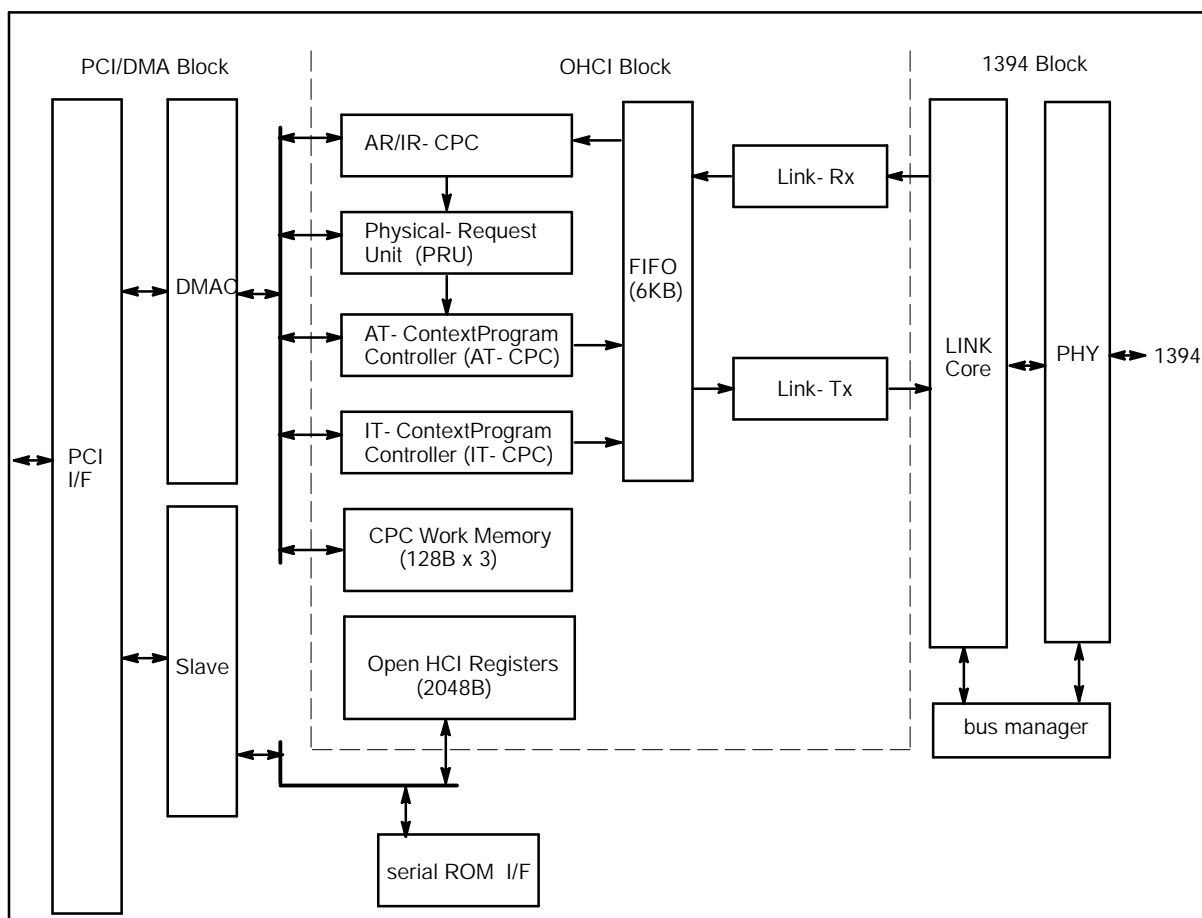 PCI/DMA Block
OHCI Block
1394 Block
AR/IR- CPC
Link- Rx
Physical- Request
Unit (PRU)
FIFO
(6KB)
DMAC
AT- ContextProgram
Controller (AT- CPC)
LINK
Core
PHY
1394
Link- Tx
IT- ContextProgram
Controller (IT- CPC)
PCI
I/F
CPC Work Memory
(128B x 3)
Slave
Open HCI Registers
(2048B)
bus manager
serial ROM I/F